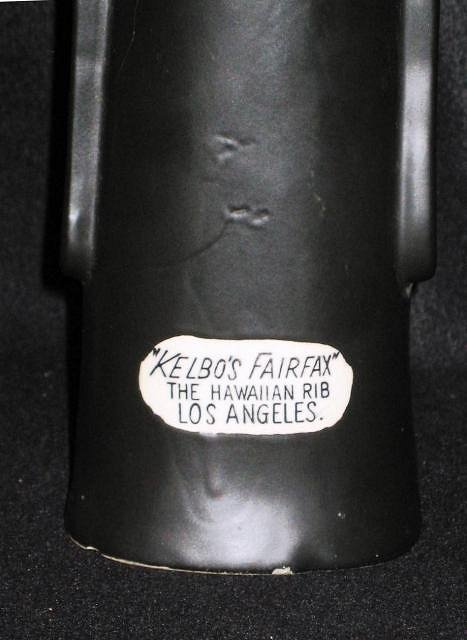 "KELBO'S FAIRFAX"
THE HAWAIIAN RIB
LOS ANGELES.